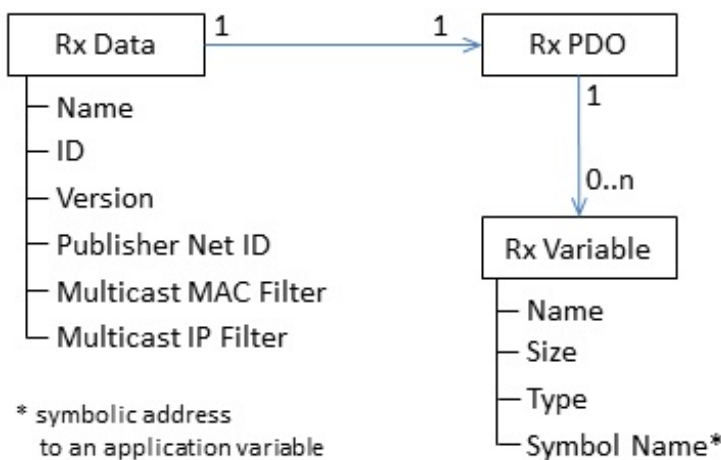 Rx Data
1
1
Rx PDO
Name
ID
Version
Publisher Net ID
Multicast MAC Filter
Multicast IP Filter
1
0..n
Rx Variable
Name
Size
Type
Symbol Name*
* symbolic address
to an application variable